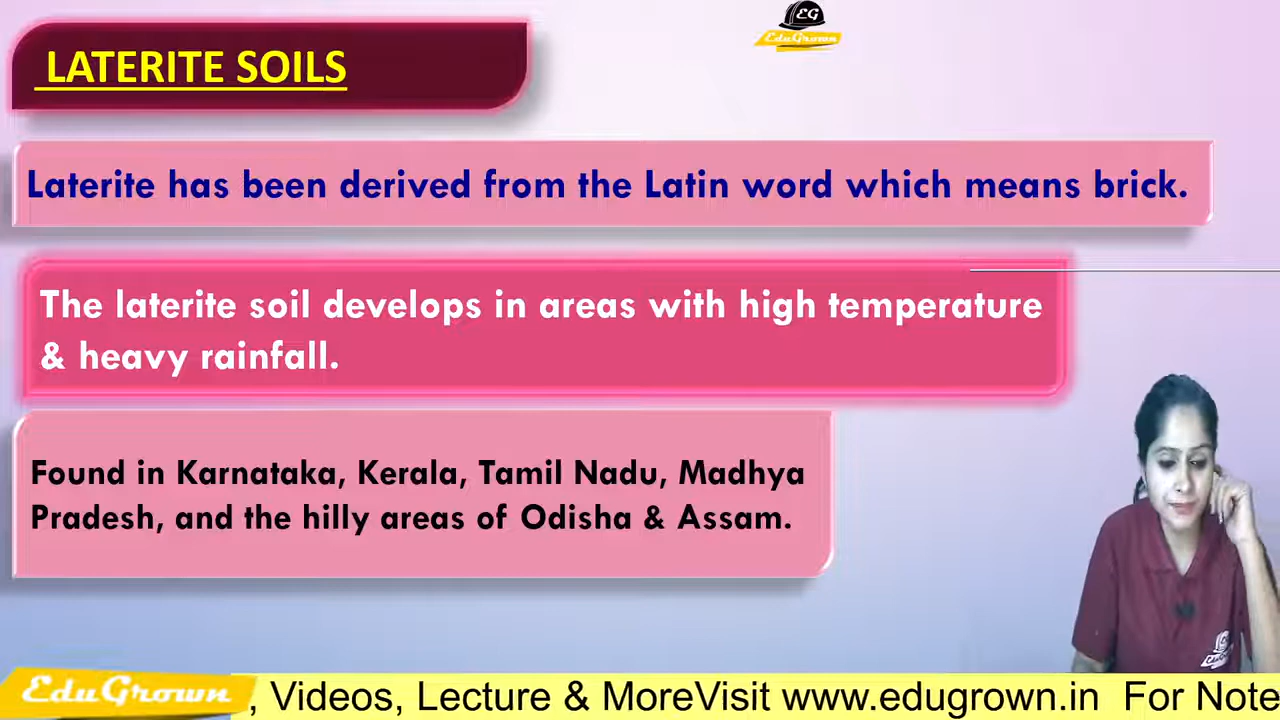 EG
EduGrown
LATERITE SOILS
Laterite has been derived from the Latin word which means brick.
The laterite soil develops in areas with high temperature
& heavy rainfall.
Found in Karnataka, Kerala, Tamil Nadu, Madhya
Pradesh, and the hilly areas of Odisha & Assam.
EduGrown
, Videos, Lecture & MoreVisit www.edugrown.in For Note